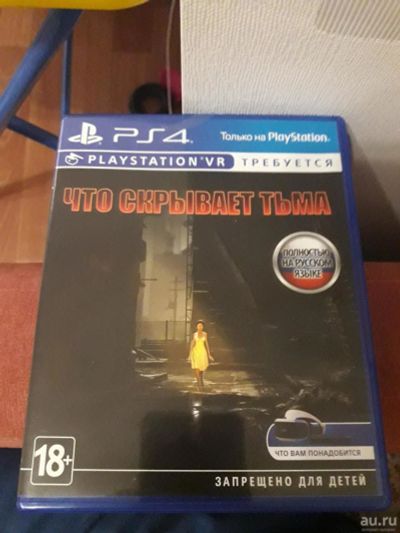 PS4
Только на PlayStation
PLAYSTATION®VR ТРЕБУЕТСЯ
ЧТО СКРЫВАЕТ ТЬМА
ПОЛНОСТЬЮ
НА РУССКОМ
ЯЗЫКЕ
ЧТО ВАМ ПОНАДОБИТСЯ
18+
ЗАПРЕЩЕНО ДЛЯ ДЕТЕЙ
au.ru